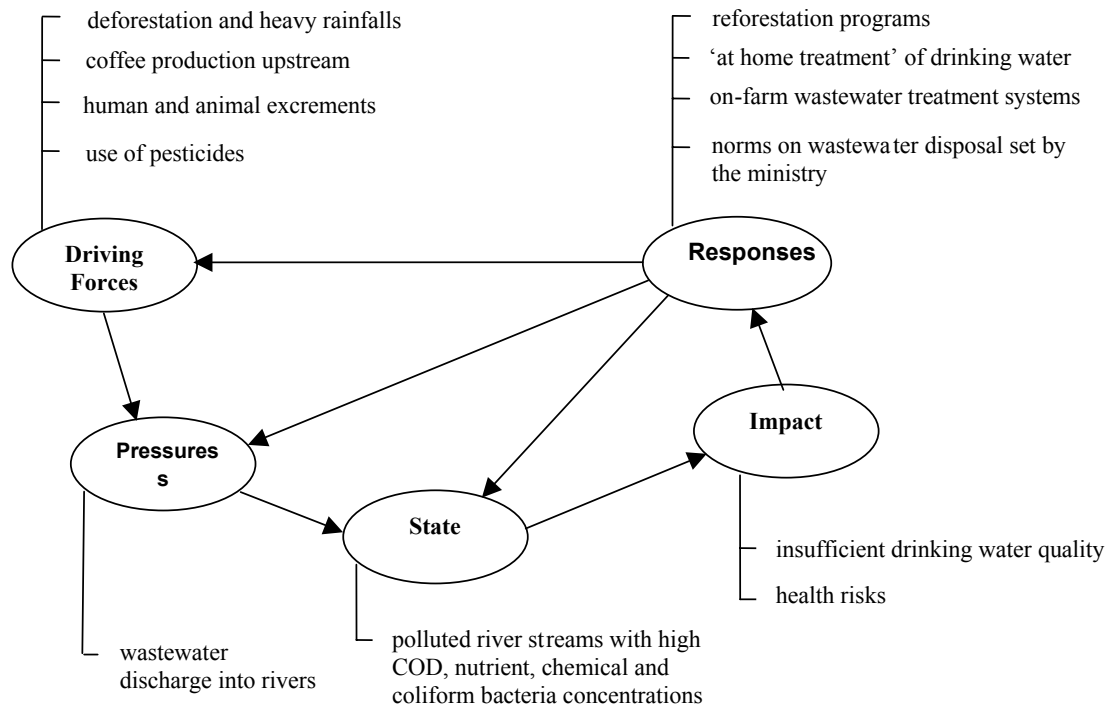 deforestation and heavy rainfalls
coffee production upstream
human and animal excrements
use of pesticides
Driving
Forces
reforestation programs
‘at home treatment’ of drinking water
on-farm wastewater treatment systems
norms on wastewater disposal set by
the ministry
Responses
Pressures
s
wastewater
discharge into rivers
State
polluted river streams with high
COD, nutrient, chemical and
coliform bacteria concentrations
Impact
insufficient drinking water quality
health risks